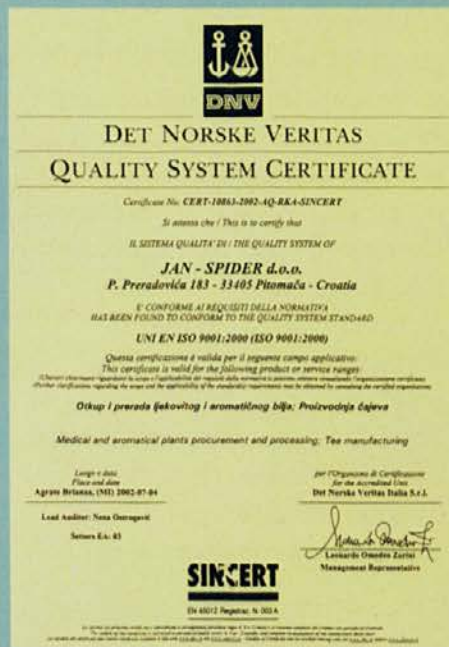 DNV
DET NORSKE VERITAS
QUALITY SYSTEM CERTIFICATE
Certificate No. CERT-10863-2002-AQ-RKA-SINCERT
Si attesta che / This is to certify that
IL SISTEMA QUALITA' DI / THE QUALITY SYSTEM OF
JAN - SPIDER d.o.o.
P. Preradovića 183 - 33405 Pitomača - Croatia
E' CONFORME AI REQUISITI DELLA NORMATIVA
HAS BEEN FOUND TO CONFORM TO THE QUALITY SYSTEM STANDARD
UNI EN ISO 9001:2000 (ISO 9001:2000)
Questa certificazione è valida per il seguente campo applicativo:
This certificate is valid for the following product or service ranges:
Otkup i prerada ljekovitog i aromatičnog bilja; Proizvodnja čajeva
Medical and aromatical plants procurement and processing; Tea manufacturing
Luogo e data
Place and date
Agrate Brianza, (MI) 2002-07-04
per l'Organismo di Certificazione
for the Accredited Unit
Det Norske Veritas Italia S.r.l.
Lead Auditor:
Settore EA: 03
Management Representative
SINCERT
EN 45012 Registraz. N. 003 A